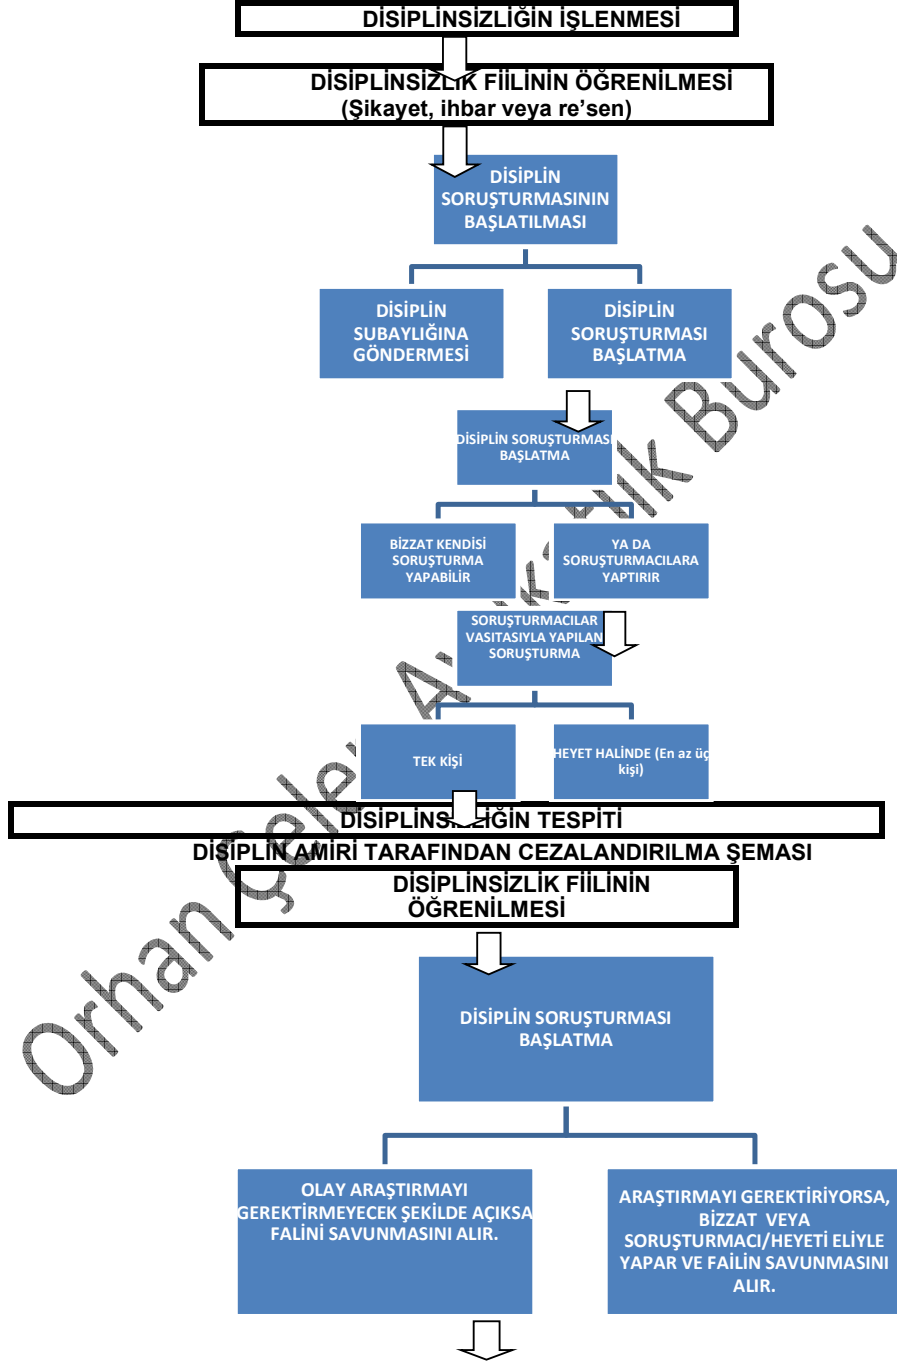 DİSİPLİNSİZLİĞİN İŞLENMESİ
DİSİPLİNSİZLİK FİİLİNİN ÖĞRENİLMESİ
(Şikayet, ihbar veya re’sen)
DİSİPLİN
SORUŞTURMASININ
BAŞLATILMASI
DİSİPLİN
SUBAYLIĞINA
GÖNDERMESİ
DİSİPLİN
SORUŞTURMASI
BAŞLATMA
DİSİPLİN SORUŞTURMASI
BAŞLATMA
BİZZAT KENDİSİ
SORUŞTURMA
YAPABİLİR
YA DA
SORUŞTURMACILARA
YAPTIRIR
SORUŞTURMACILAR
VASITASIYLA YAPILAN
SORUŞTURMA
TEK KİŞİ
HEYET HALİNDE (En az üç
kişi)
DİSİPLİNSİZLİĞİN TESPİTİ
DİSİPLİN AMİRİ TARAFINDAN CEZALANDIRILMA ŞEMASI
DİSİPLİNSİZLİK FİİLİNİN
ÖĞRENİLMESİ
DİSİPLİN SORUŞTURMASI
BAŞLATMA
OLAY ARAŞTIRMAYI
GEREKTİRMEYECEK ŞEKİLDE AÇIKSA
FALİNİ SAVUNMASINI ALIR.
ARAŞTIRMAYI GEREKTİRİYORSA,
BİZZAT VEYA
SORUŞTURMACI/HEYETİ ELİYLE
YAPAR VE FAİLİN SAVUNMASINI
ALIR.
Orhan Burosu